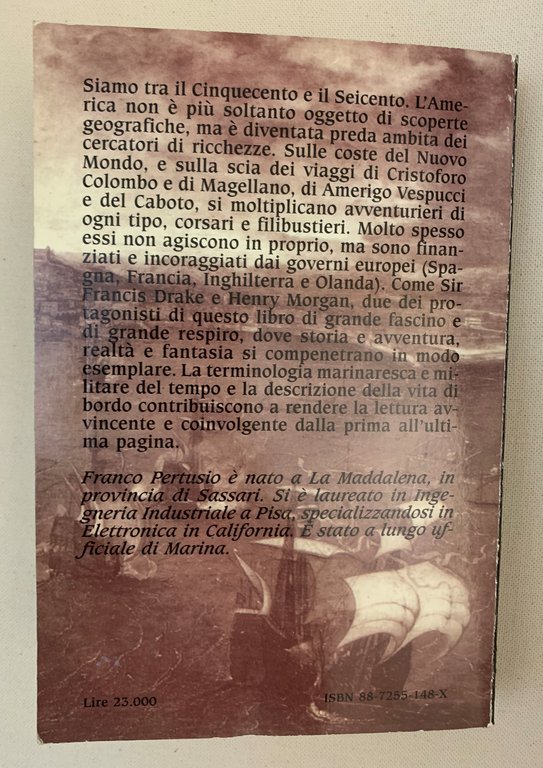 Siamo tra il Cinquecento e il Seicento. L'Ame-
rica non è più soltanto oggetto di scoperte
geografiche, ma è diventata preda ambita dei
cercatori di ricchezze. Sulle coste del Nuovo
Mondo, e sulla scia dei viaggi di Cristoforo
Colombo e di Magellano, di Amerigo Vespucci
e del Caboto, si moltiplicano avventurieri di
ogni tipo, corsari e filibustieri. Molto spesso
essi non agiscono in proprio, ma sono finan-
ziati e incoraggiati dai governi europei (Spa-
gna, Francia, Inghilterra e Olanda). Come Sir
Francis Drake e Henry Morgan, due dei pro-
tagonisti di questo libro di grande fascino e
di grande respiro, dove storia e avventura,
realtà e fantasia si compenetrano in modo
esemplare. La terminologia marinaresca e mi-
litare del tempo e la descrizione della vita di
bordo contribuiscono a rendere la lettura av-
vincente e coinvolgente dalla prima all'ulti-
ma pagina.
Franco Pertusio è nato a La Maddalena, in
provincia di Sassari. Si è laureato in Inge-
gneria Industriale a Pisa, specializzandosi in
Elettronica in California. È stato a lungo uf-
ficiale di Marina.
Lire 23.000
ISBN 88-7255-148-X